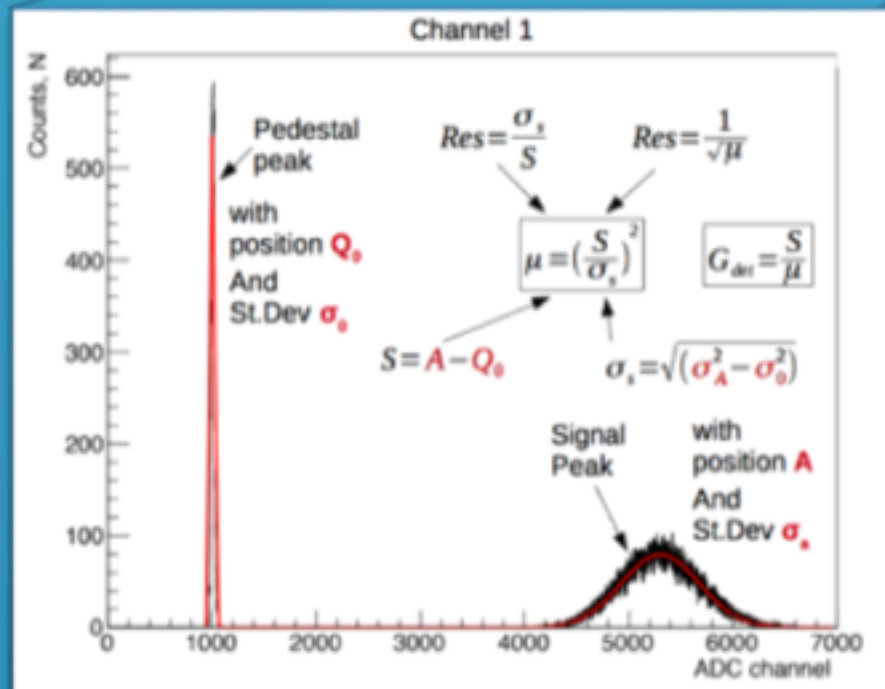 Channel 1
Counts, N
600
500
400
300
200
100
0
Pedestal
peak
with
position Q₀
And
St.Dev σ₀
Res=σₛ/S
Res=1/√μ
μ=(S/σₛ)²
G_det=S/μ
S=A−Q₀
σₛ=√(σ_A²−σ₀²)
Signal
Peak
with
position A
And
St.Dev σₐ
0 1000 2000 3000 4000 5000 6000 7000
ADC channel